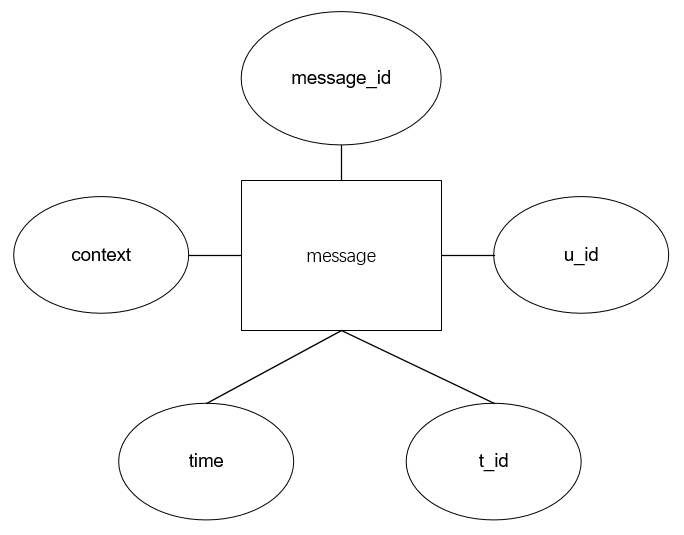 message_id
context
message
u_id
time
t_id